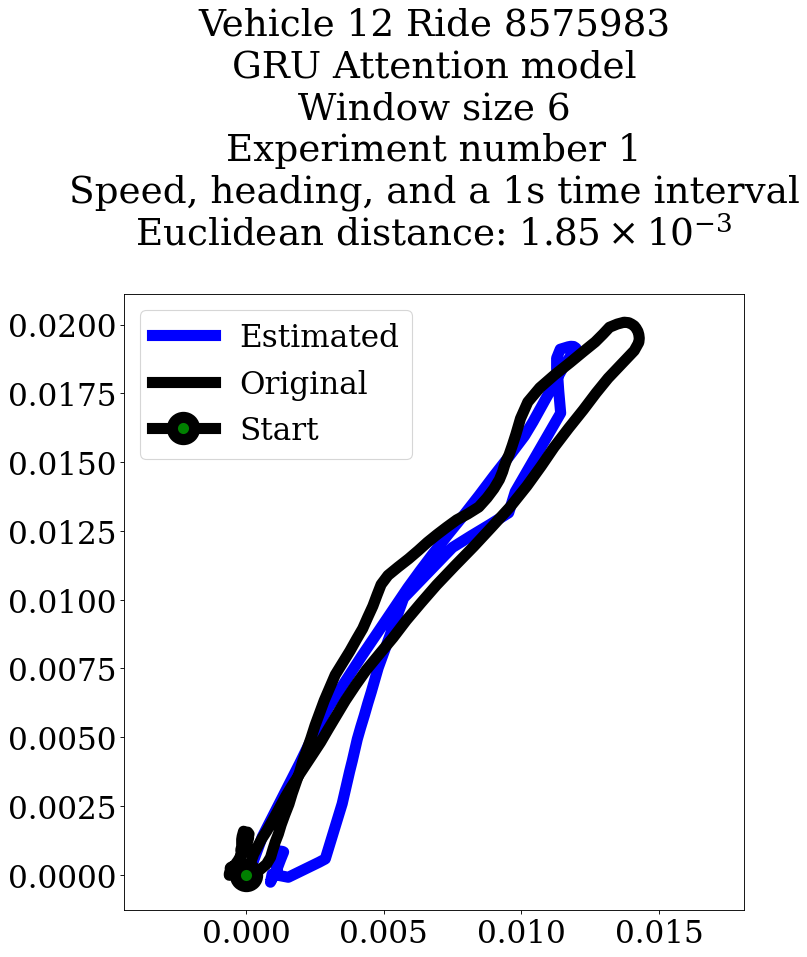 Vehicle 12 Ride 8575983
GRU Attention model
Window size 6
Experiment number 1
Speed, heading, and a 1s time interval
Euclidean distance: 1.85 × 10⁻³
Estimated
Original
Start
0.0200
0.0175
0.0150
0.0125
0.0100
0.0075
0.0050
0.0025
0.0000
0.000 0.005 0.010 0.015